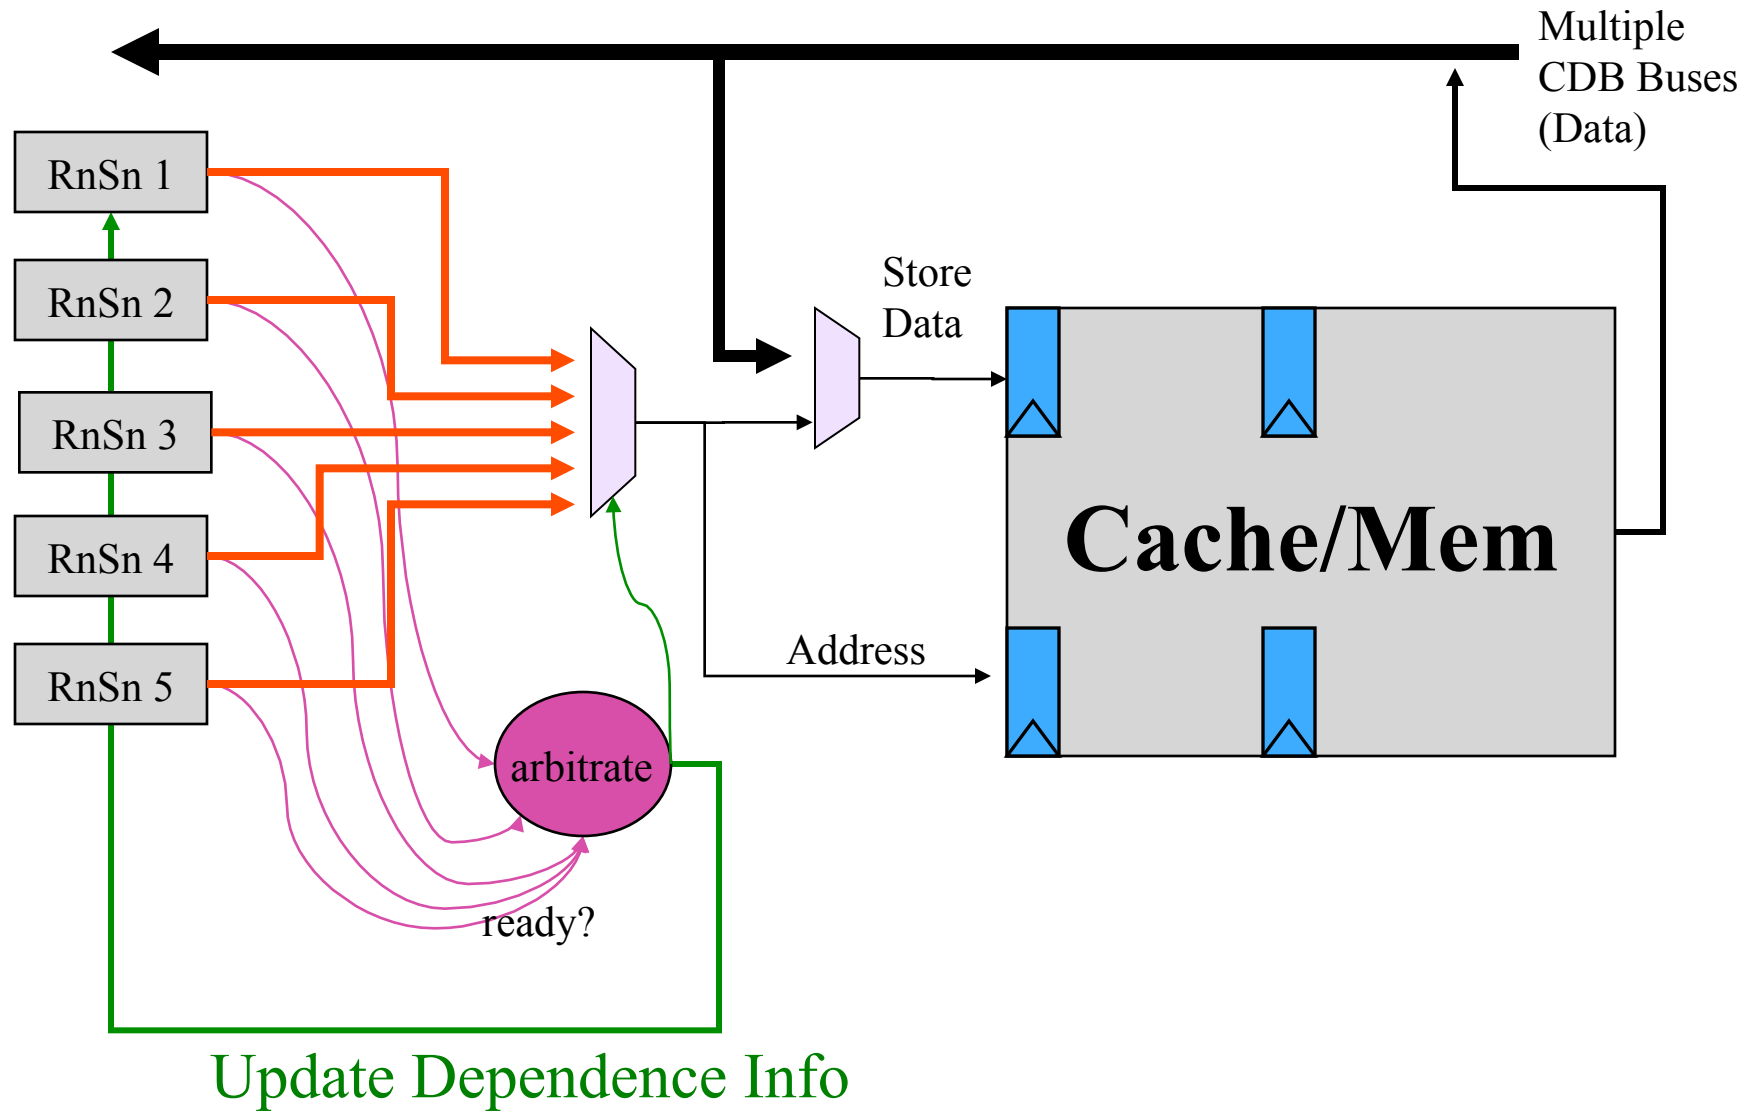 Multiple
CDB Buses
(Data)
RnSn 1
RnSn 2
Store
Data
RnSn 3
Cache/Mem
RnSn 4
Address
RnSn 5
arbitrate
ready?
Update Dependence Info